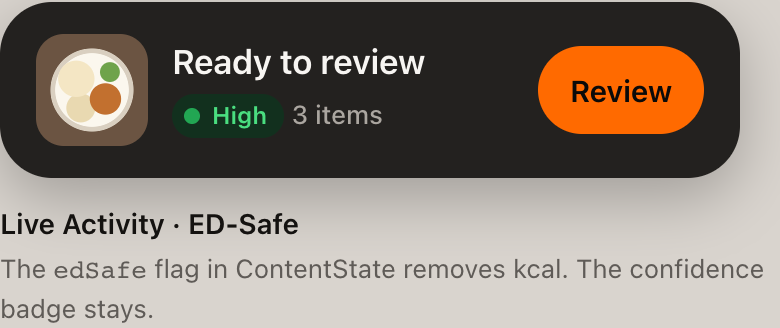 Ready to review
High 3 items
Review
Live Activity · ED-Safe
The edSafe flag in ContentState removes kcal. The confidence
badge stays.